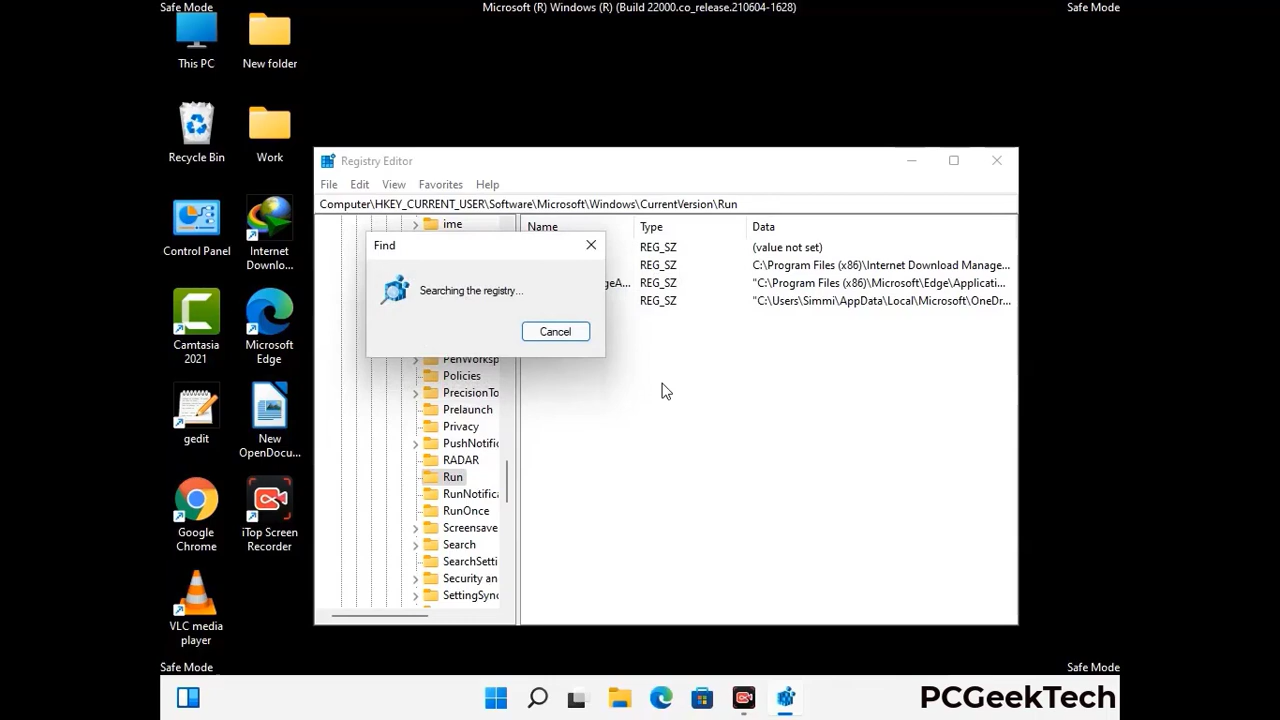 Safe Mode
Microsoft (R) Windows (R) (Build 22000.co_release.210604-1628)
Safe Mode
This PC
New folder
Recycle Bin
Work
Control Panel
Internet
Downlo...
Camtasia
2021
Microsoft
Edge
gedit
New
OpenDocu...
Google
Chrome
iTop Screen
Recorder
VLC media
player
Registry Editor
File Edit View Favorites Help
Computer\HKEY_CURRENT_USER\Software\Microsoft\Windows\CurrentVersion\Run
ime
Find
Searching the registry...
Cancel
PenWorksp
Policies
PrecisionTo
Prelaunch
Privacy
PushNotific
RADAR
Run
RunNotifica
RunOnce
Screensave
Search
SearchSetti
Security an
SettingSync
Name Type Data
REG_SZ (value not set)
REG_SZ C:\Program Files (x86)\Internet Download Manage...
geA... REG_SZ "C:\Program Files (x86)\Microsoft\Edge\Applicati...
REG_SZ "C:\Users\Simmi\AppData\Local\Microsoft\OneDr...
Safe Mode
Safe Mode
PCGeekTech